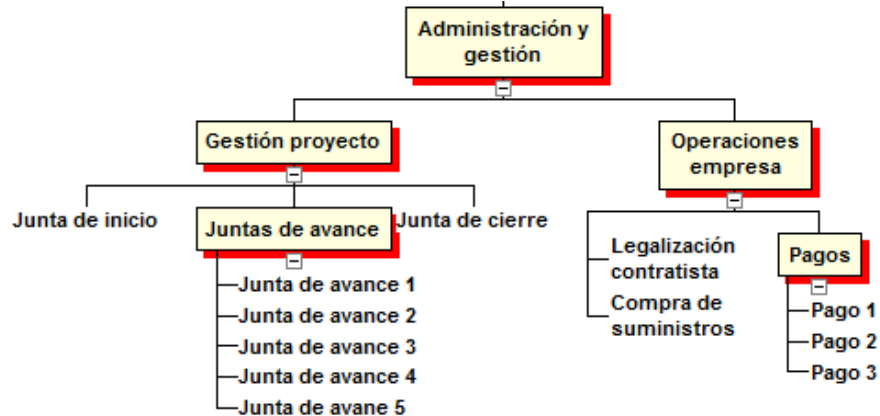 Administración y
gestión
Gestión proyecto
Operaciones
empresa
Junta de inicio
Juntas de avance
Junta de cierre
Junta de avance 1
Junta de avance 2
Junta de avance 3
Junta de avance 4
Junta de avane 5
Legalización
contratista
Compra de
suministros
Pagos
Pago 1
Pago 2
Pago 3